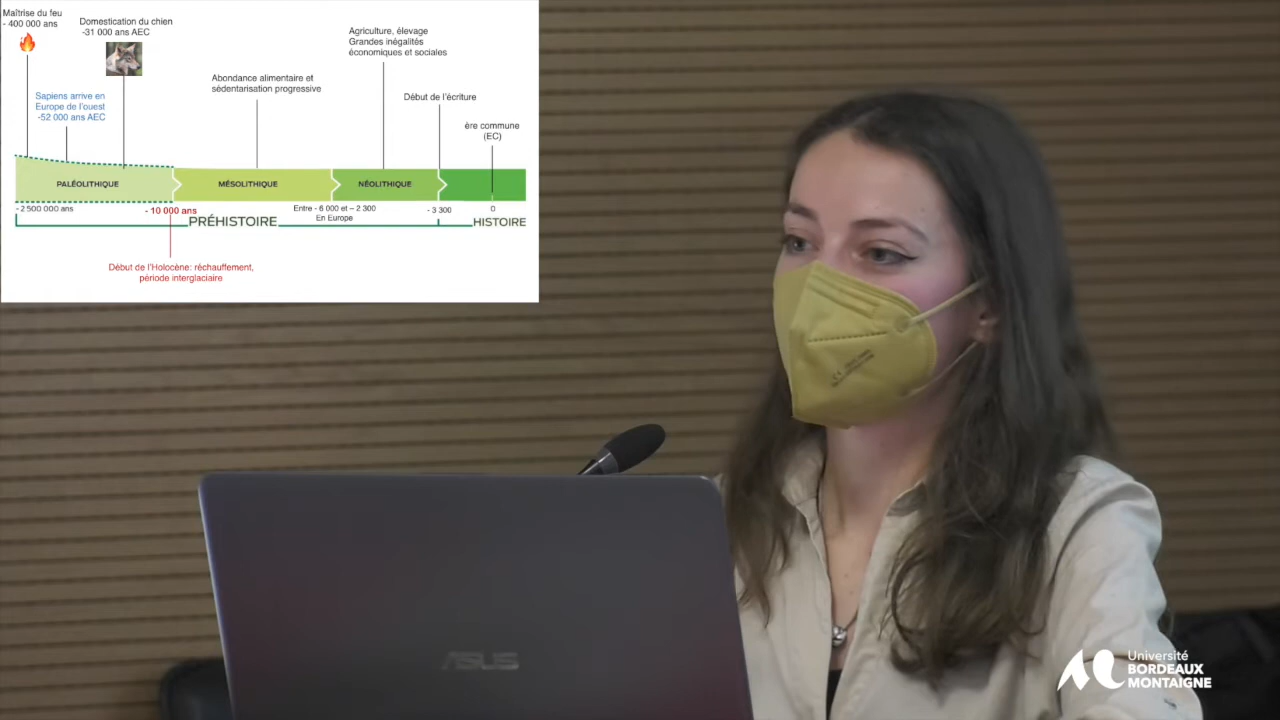 Maîtrise du feu
- 400 000 ans
Domestication du chien
-31 000 ans AEC
Sapiens arrive en
Europe de l'ouest
-52 000 ans AEC
Abondance alimentaire et
sédentarisation progressive
Agriculture, élevage
Grandes inégalités
économiques et sociales
Début de l'écriture
ère commune
(EC)
PALÉOLITHIQUE
MÉSOLITHIQUE
NÉOLITHIQUE
- 2 500 000 ans
- 10 000 ans
Entre - 6 000 et – 2 300
En Europe
- 3 300
0
PRÉHISTOIRE
HISTOIRE
Début de l'Holocène: réchauffement,
période interglaciaire
ASUS
Université
BORDEAUX
MONTAIGNE